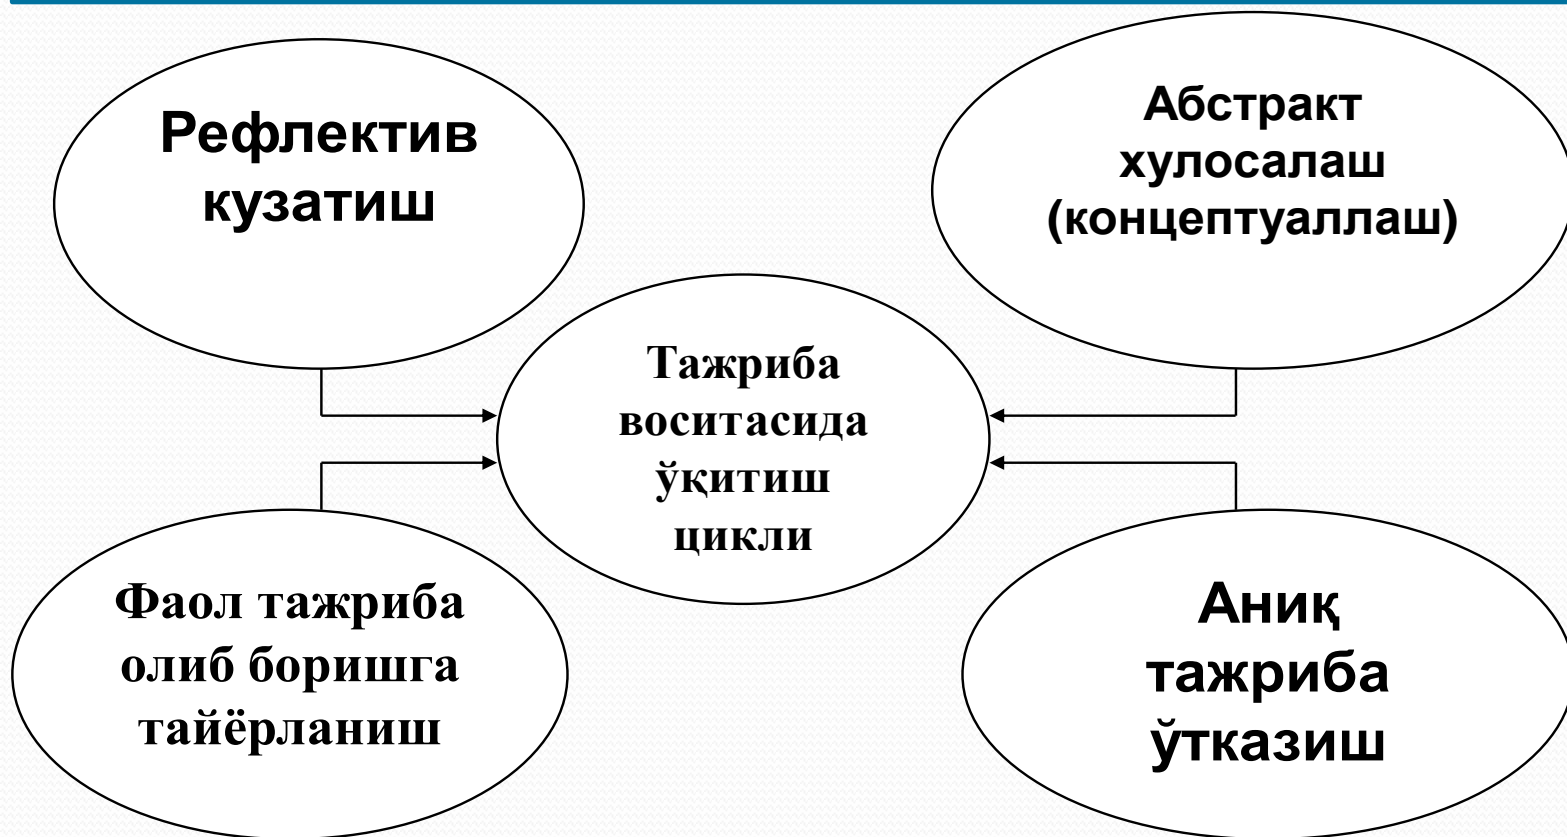 Рефлектив
кузатиш
Абстракт
хулосалаш
(концептуаллаш)
Тажриба
воситасида
ўқитиш
цикли
Фаол тажриба
олиб боришга
тайёрланиш
Аниқ
тажриба
ўтказиш